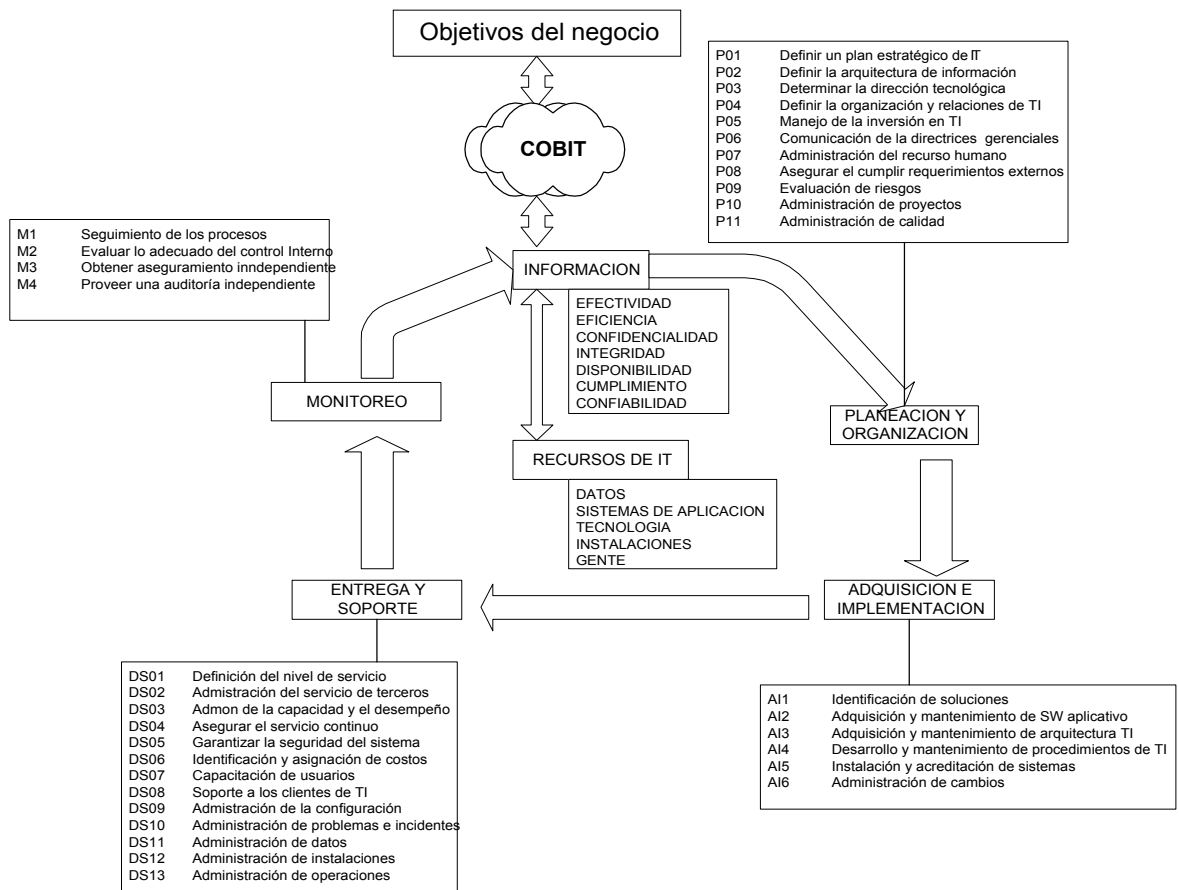 Objetivos del negocio
COBIT
P01 Definir un plan estratégico de IT
P02 Definir la arquitectura de información
P03 Determinar la dirección tecnológica
P04 Definir la organización y relaciones de TI
P05 Manejo de la inversión en TI
P06 Comunicación de la directrices gerenciales
P07 Administración del recurso humano
P08 Asegurar el cumplir requerimientos externos
P09 Evaluación de riesgos
P10 Administración de proyectos
P11 Administración de calidad
M1 Seguimiento de los procesos
M2 Evaluar lo adecuado del control Interno
M3 Obtener aseguramiento inndependiente
M4 Proveer una auditoría independiente
INFORMACION
EFECTIVIDAD
EFICIENCIA
CONFIDENCIALIDAD
INTEGRIDAD
DISPONIBILIDAD
CUMPLIMIENTO
CONFIABILIDAD
MONITOREO
PLANEACION Y
ORGANIZACION
RECURSOS DE IT
DATOS
SISTEMAS DE APLICACION
TECNOLOGIA
INSTALACIONES
GENTE
ENTREGA Y
SOPORTE
ADQUISICION E
IMPLEMENTACION
DS01 Definición del nivel de servicio
DS02 Admistración del servicio de terceros
DS03 Admon de la capacidad y el desempeño
DS04 Asegurar el servicio continuo
DS05 Garantizar la seguridad del sistema
DS06 Identificación y asignación de costos
DS07 Capacitación de usuarios
DS08 Soporte a los clientes de TI
DS09 Admistración de la configuración
DS10 Administración de problemas e incidentes
DS11 Administración de datos
DS12 Administración de instalaciones
DS13 Administración de operaciones
AI1 Identificación de soluciones
AI2 Adquisición y mantenimiento de SW aplicativo
AI3 Adquisición y mantenimiento de arquitectura TI
AI4 Desarrollo y mantenimiento de procedimientos de TI
AI5 Instalación y acreditación de sistemas
AI6 Administración de cambios